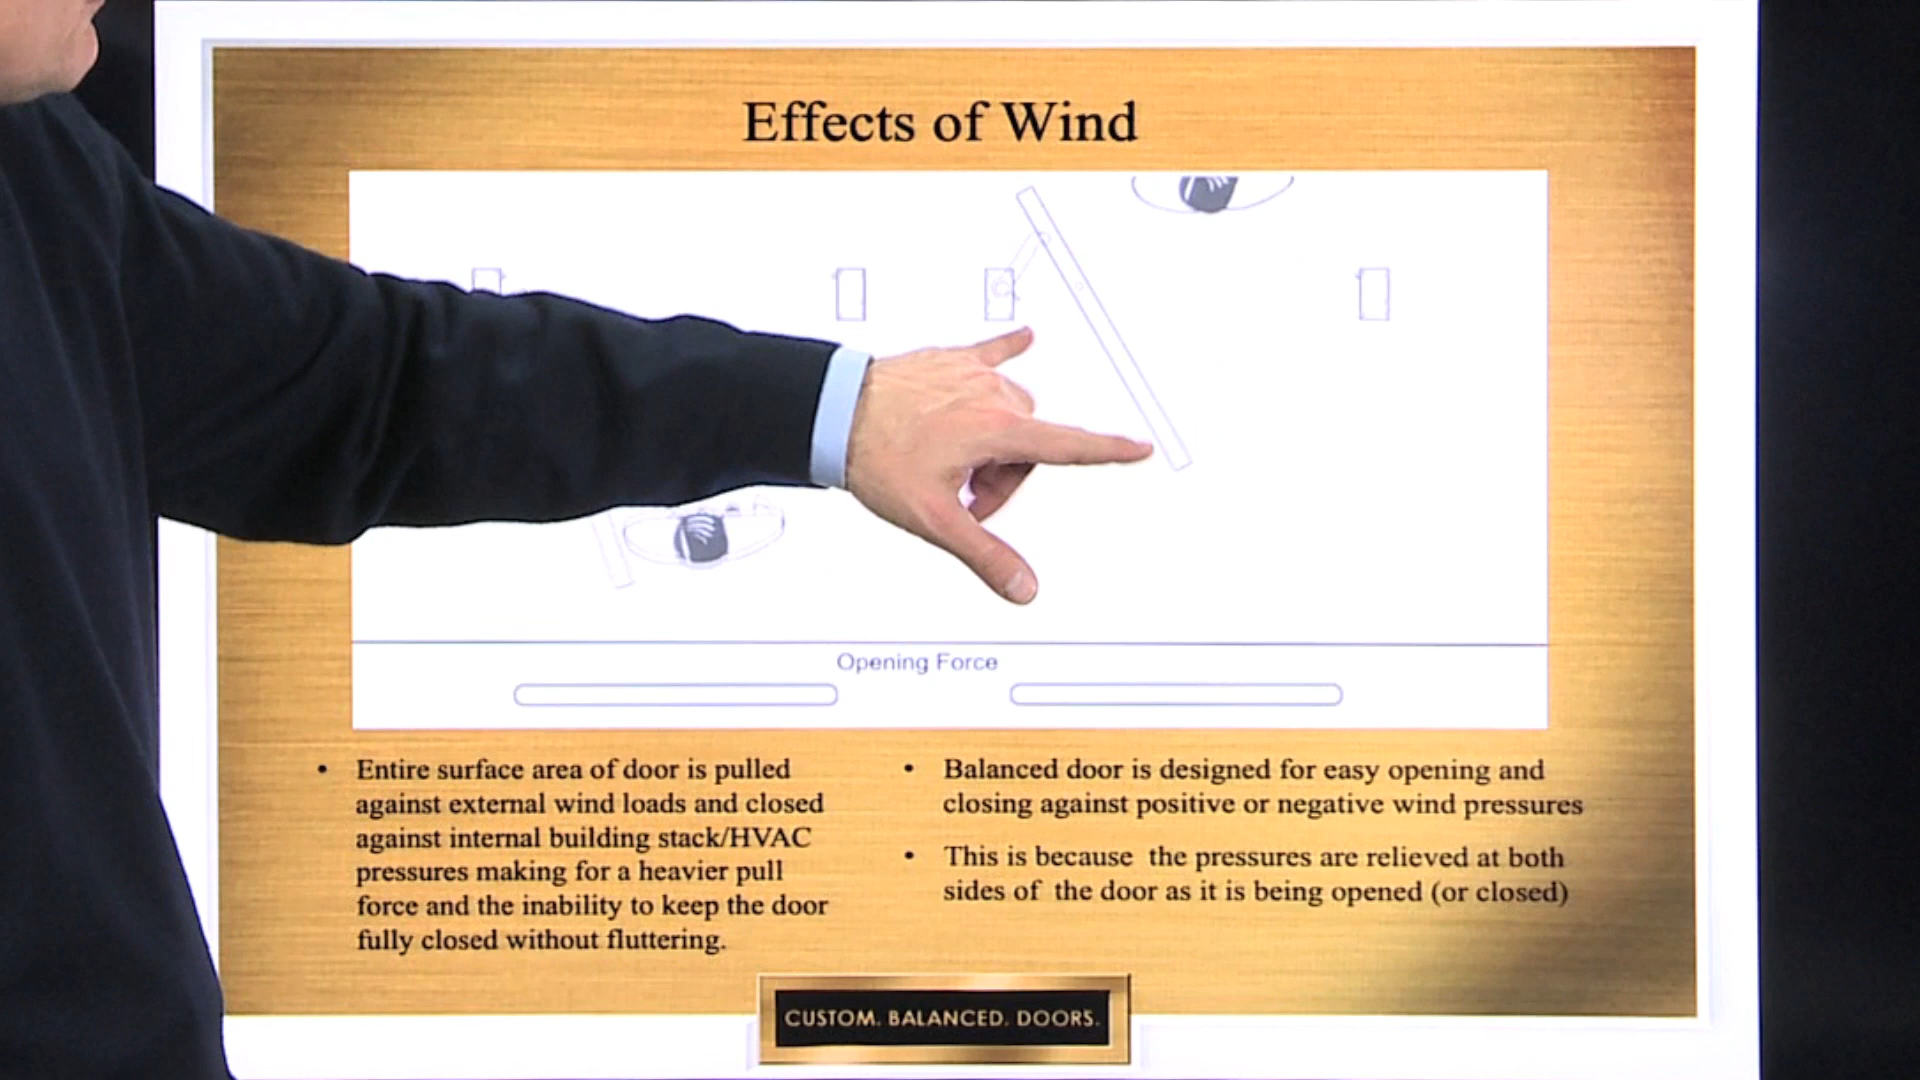 Effects of Wind
Opening Force
• Entire surface area of door is pulled
against external wind loads and closed
against internal building stack/HVAC
pressures making for a heavier pull
force and the inability to keep the door
fully closed without fluttering.
• Balanced door is designed for easy opening and
closing against positive or negative wind pressures
• This is because the pressures are relieved at both
sides of the door as it is being opened (or closed)
CUSTOM. BALANCED. DOORS.